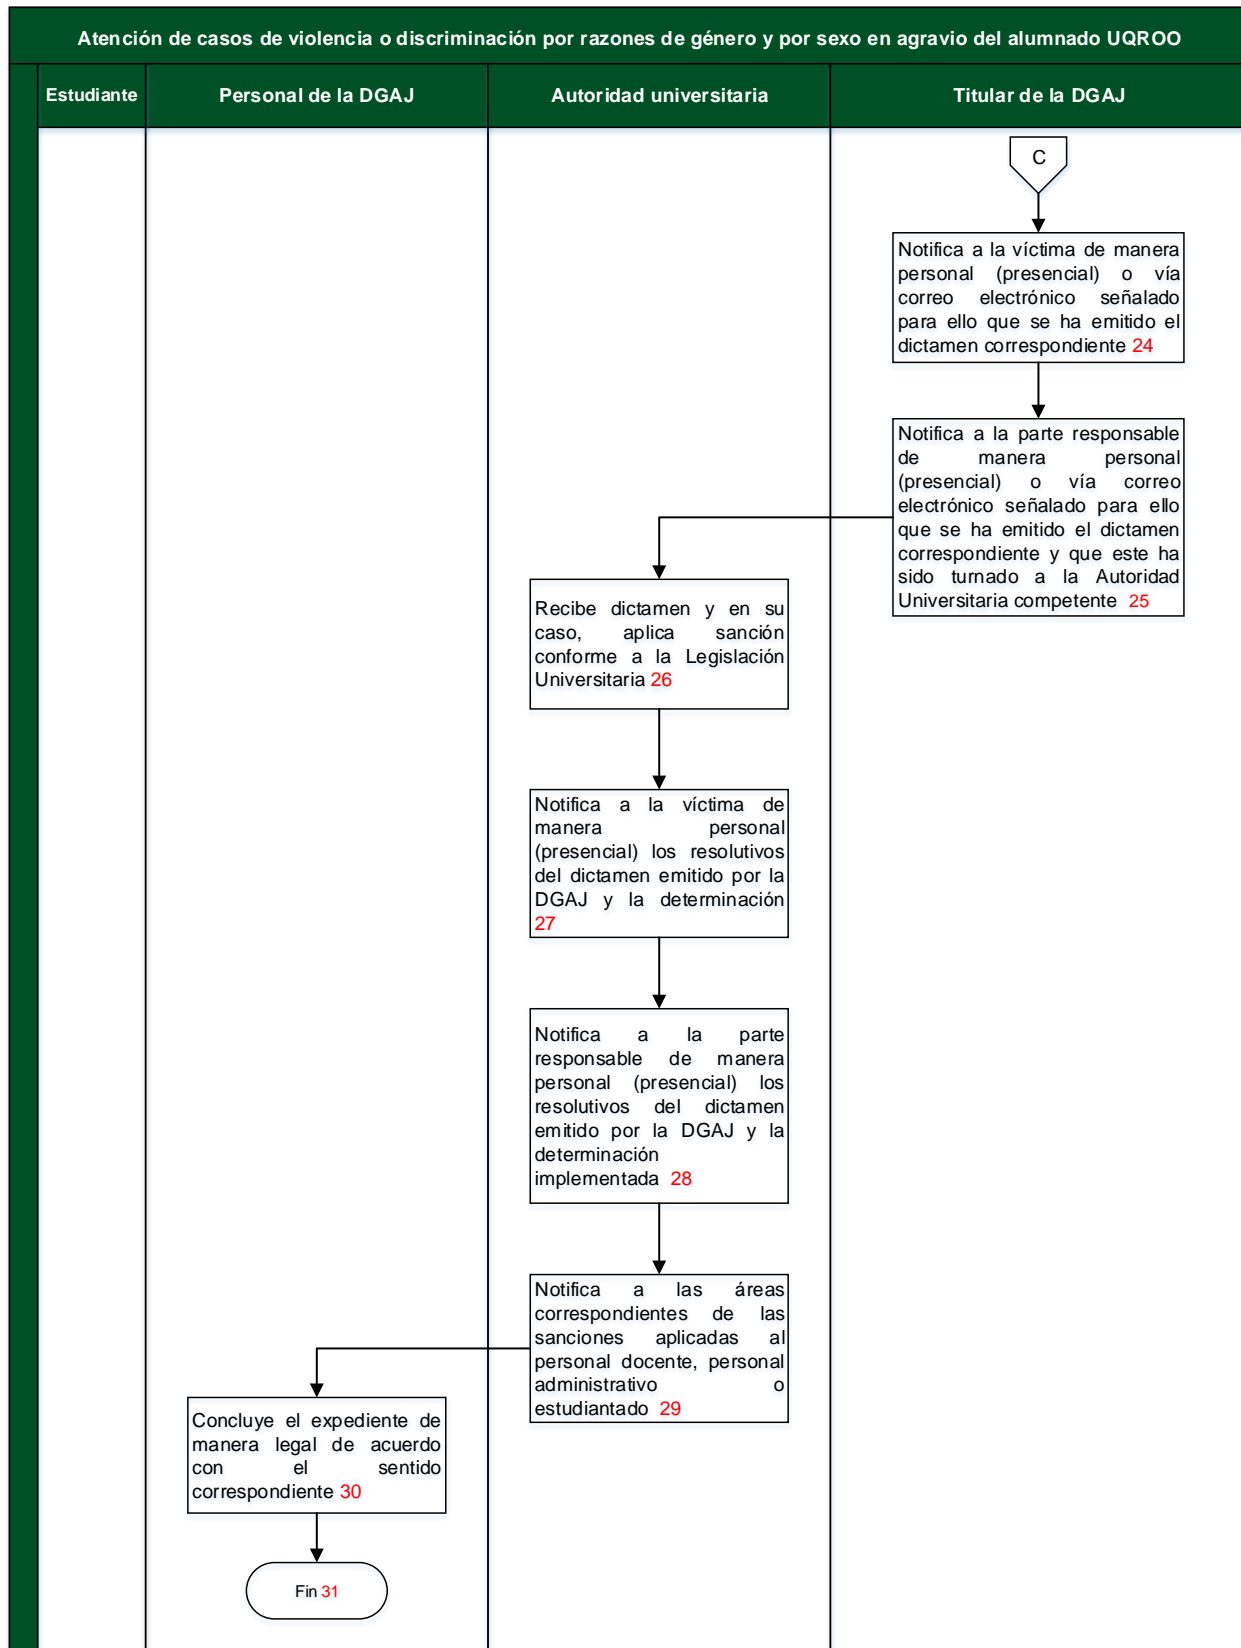 Atención de casos de violencia o discriminación por razones de género y por sexo en agravio del alumnado UQROO
Estudiante
Personal de la DGAJ
Autoridad universitaria
Titular de la DGAJ
C
Notifica a la víctima de manera
personal (presencial) o vía
correo electrónico señalado
para ello que se ha emitido el
dictamen correspondiente 24
Notifica a la parte responsable
de manera personal
(presencial) o vía correo
electrónico señalado para ello
que se ha emitido el dictamen
correspondiente y que este ha
sido turnado a la Autoridad
Universitaria competente 25
Recibe dictamen y en su
caso, aplica sanción
conforme a la Legislación
Universitaria 26
Notifica a la víctima de
manera personal
(presencial) los resolutivos
del dictamen emitido por la
DGAJ y la determinación
27
Notifica a la parte
responsable de manera
personal (presencial) los
resolutivos del dictamen
emitido por la DGAJ y la
determinación
implementada 28
Notifica a las áreas
correspondientes de las
sanciones aplicadas al
personal docente, personal
administrativo o
estudiantado 29
Concluye el expediente de
manera legal de acuerdo
con el sentido
correspondiente 30
Fin 31